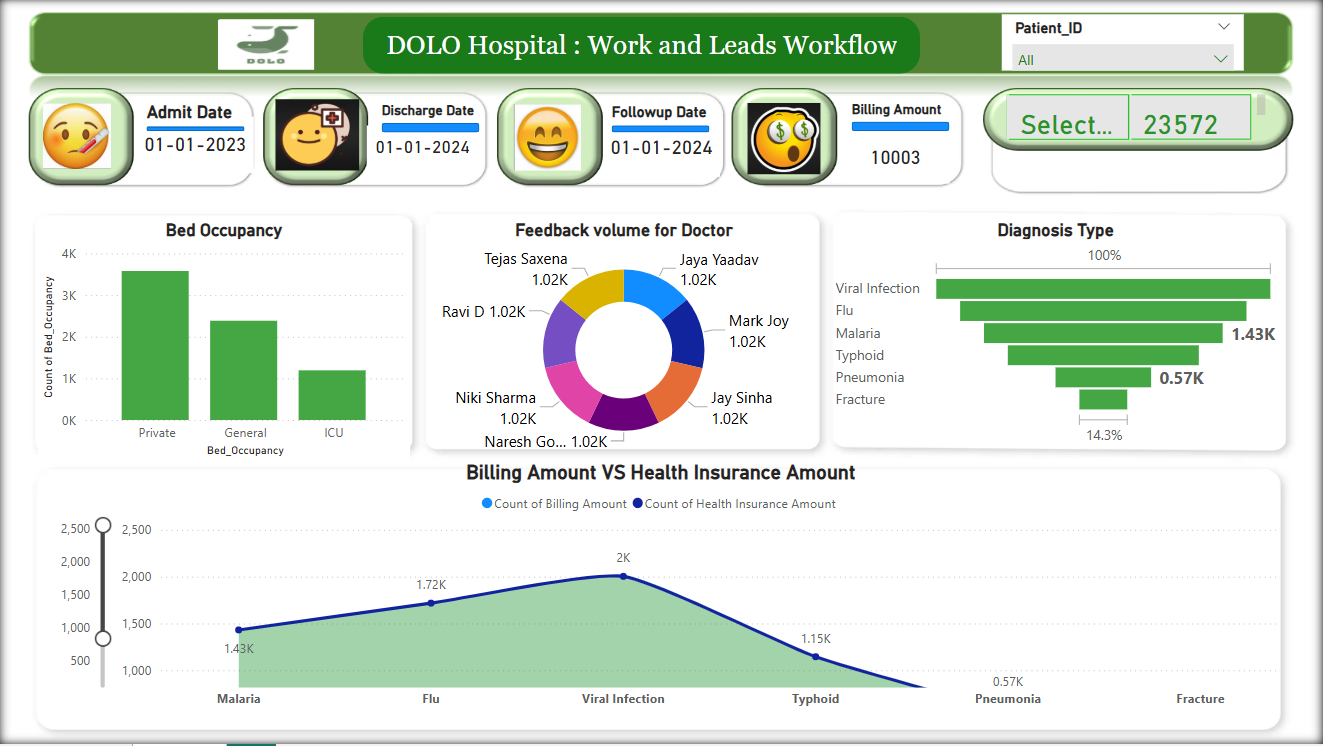 DOLO
DOLO Hospital : Work and Leads Workflow
Patient_ID
All
Admit Date
01-01-2023
Discharge Date
01-01-2024
Followup Date
01-01-2024
Billing Amount
10003
Select...
23572
Bed Occupancy
4K
3K
2K
1K
0K
Count of Bed_Occupancy
Private
General
ICU
Bed_Occupancy
Feedback volume for Doctor
Tejas Saxena
1.02K
Jaya Yaadav
1.02K
Ravi D 1.02K
Mark Joy
1.02K
Niki Sharma
1.02K
Jay Sinha
1.02K
Naresh Go... 1.02K
Diagnosis Type
100%
Viral Infection
Flu
Malaria
1.43K
Typhoid
Pneumonia
0.57K
Fracture
14.3%
Billing Amount VS Health Insurance Amount
Count of Billing Amount
Count of Health Insurance Amount
2,500
2,000
1,500
1,000
500
2,500
2,000
1,500
1,000
1.43K
1.72K
2K
1.15K
0.57K
Malaria
Flu
Viral Infection
Typhoid
Pneumonia
Fracture